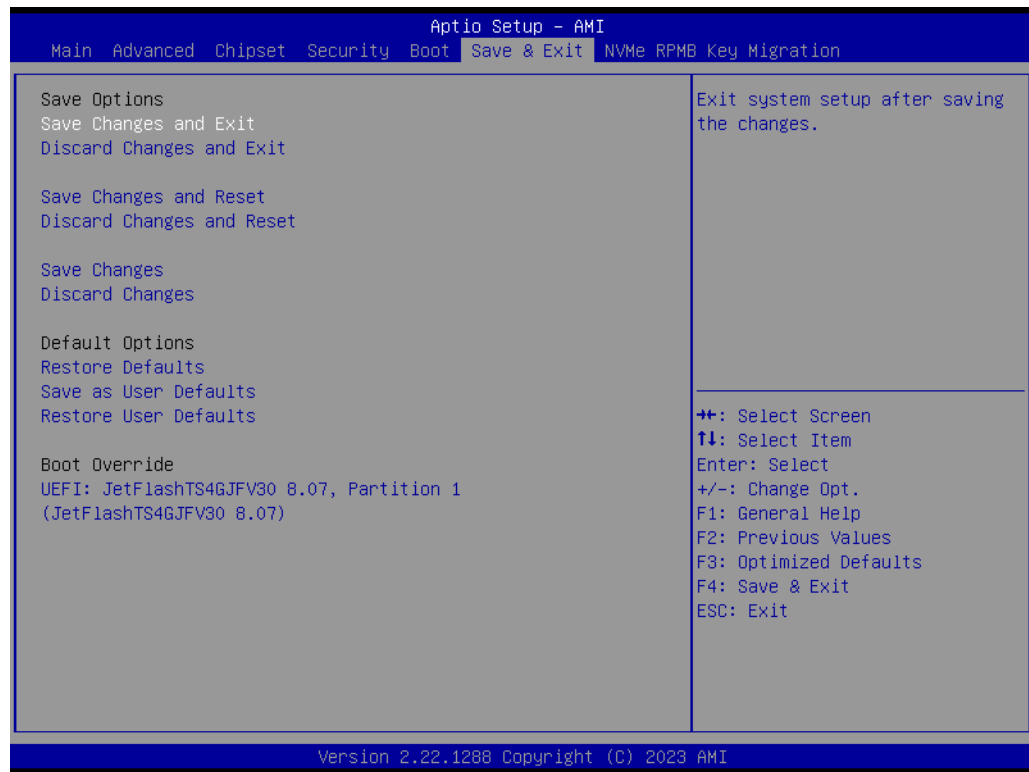 Aptio Setup – AMI
Main Advanced Chipset Security Boot Save & Exit NVMe RPMB Key Migration
Save Options
Save Changes and Exit
Discard Changes and Exit
Save Changes and Reset
Discard Changes and Reset
Save Changes
Discard Changes
Default Options
Restore Defaults
Save as User Defaults
Restore User Defaults
Boot Override
UEFI: JetFlashTS4GJFV30 8.07, Partition 1
(JetFlashTS4GJFV30 8.07)
Exit system setup after saving
the changes.
→←: Select Screen
↑↓: Select Item
Enter: Select
+/-: Change Opt.
F1: General Help
F2: Previous Values
F3: Optimized Defaults
F4: Save & Exit
ESC: Exit
Version 2.22.1288 Copyright (C) 2023 AMI